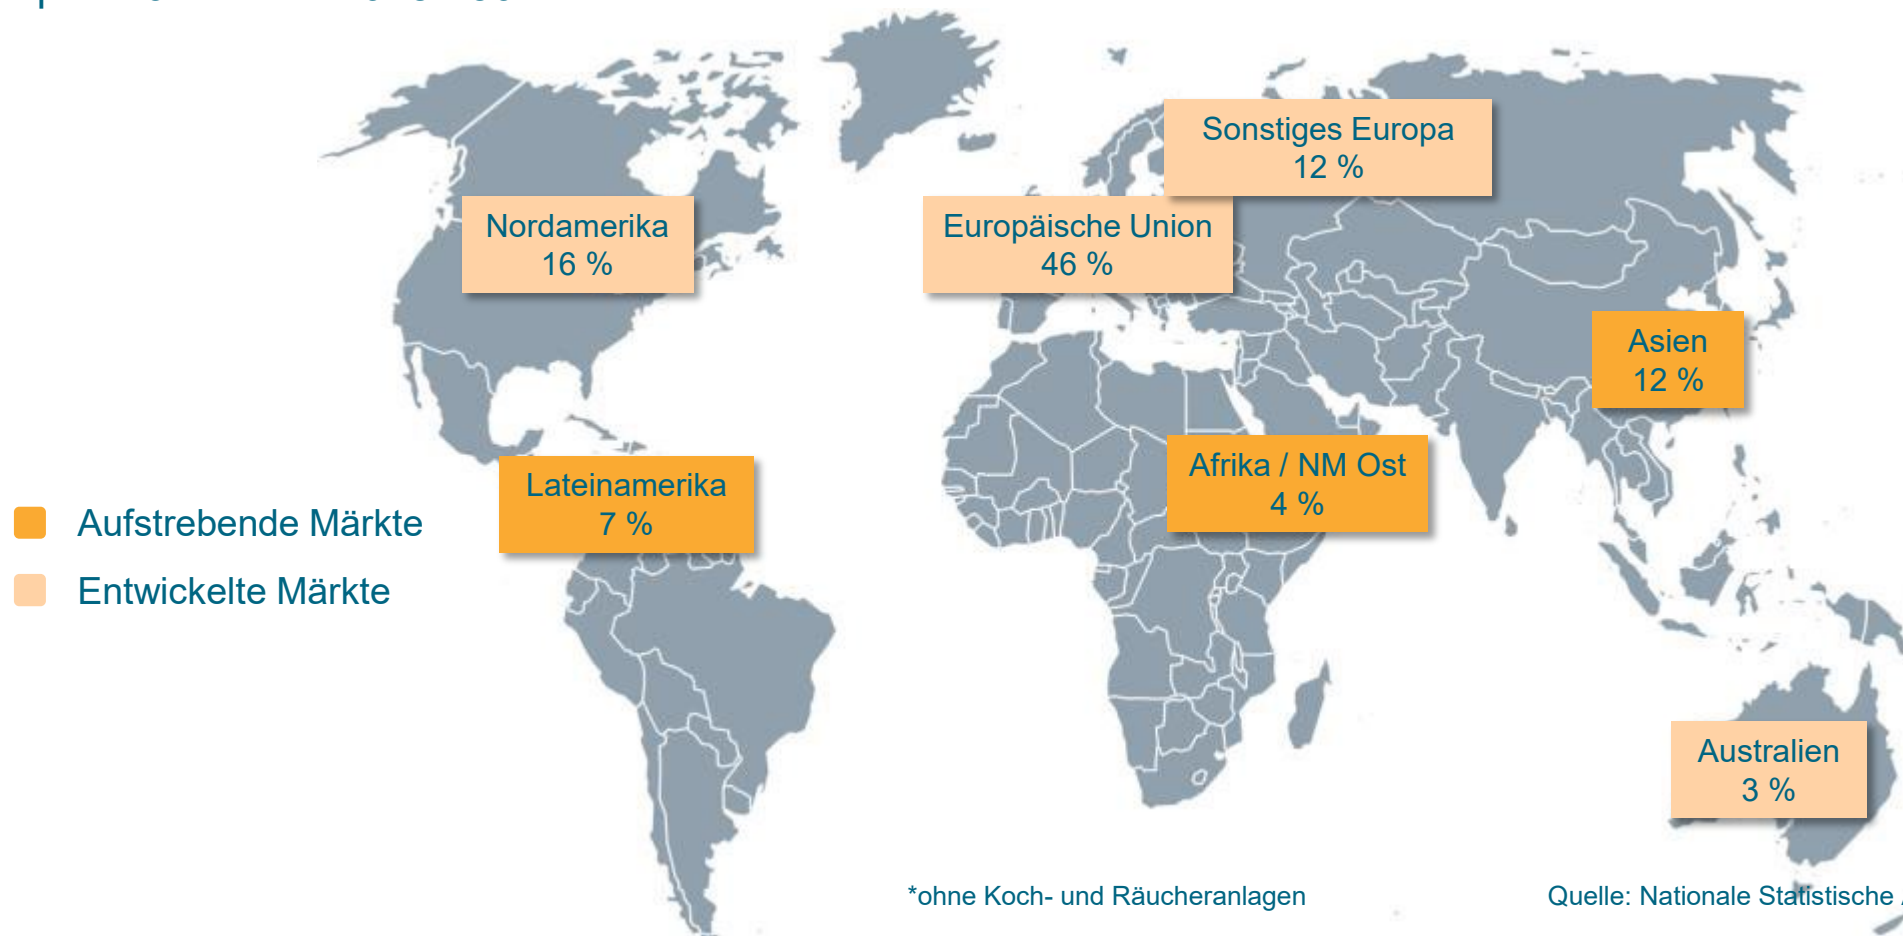 Sonstiges Europa
12 %
Nordamerika
16 %
Europäische Union
46 %
Asien
12 %
Afrika / NM Ost
4 %
Lateinamerika
7 %
Aufstrebende Märkte
Entwickelte Märkte
Australien
3 %
*ohne Koch- und Räucheranlagen
Quelle: Nationale Statistische